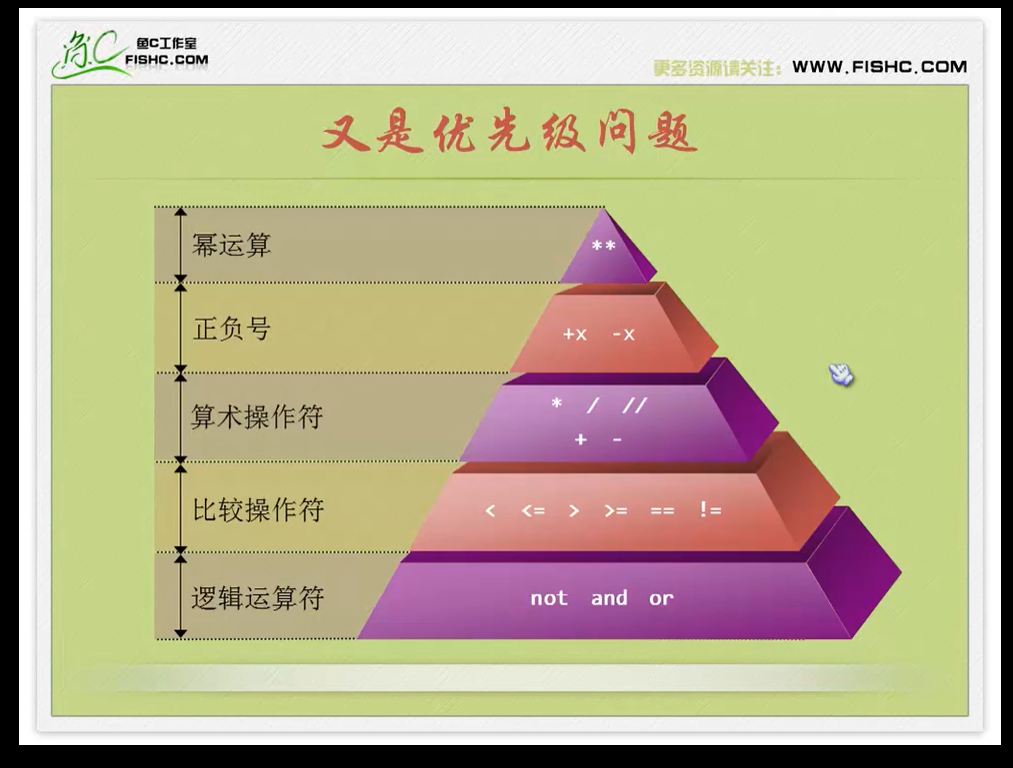 鱼C工作室
FISHC.COM
更多资源请关注： WWW.FISHC.COM
又是优先级问题
幂运算
**
正负号
+x -x
算术操作符
* / //
+ -
比较操作符
< <= > >= == !=
逻辑运算符
not and or